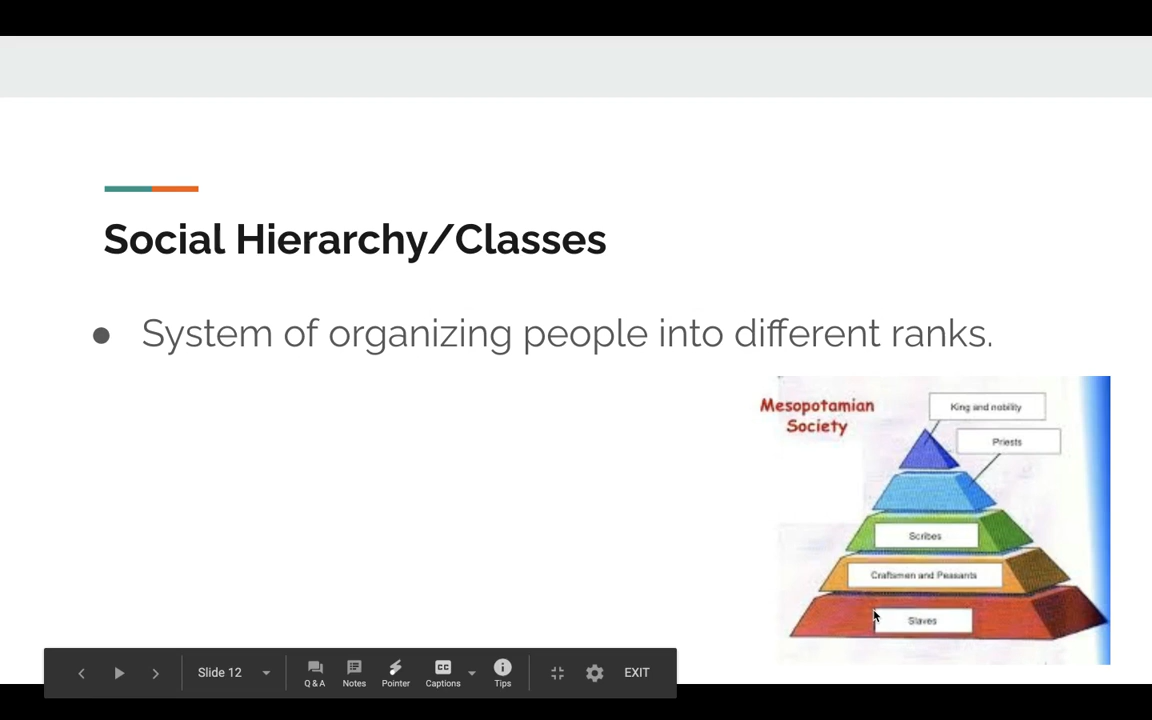 Social Hierarchy/Classes
● System of organizing people into different ranks.
Mesopotamian
Society
King and nobility
Priests
Scribes
Craftsmen and Peasants
Slaves
Slide 12
Q & A
Notes
Pointer
CC
Captions
Tips
EXIT